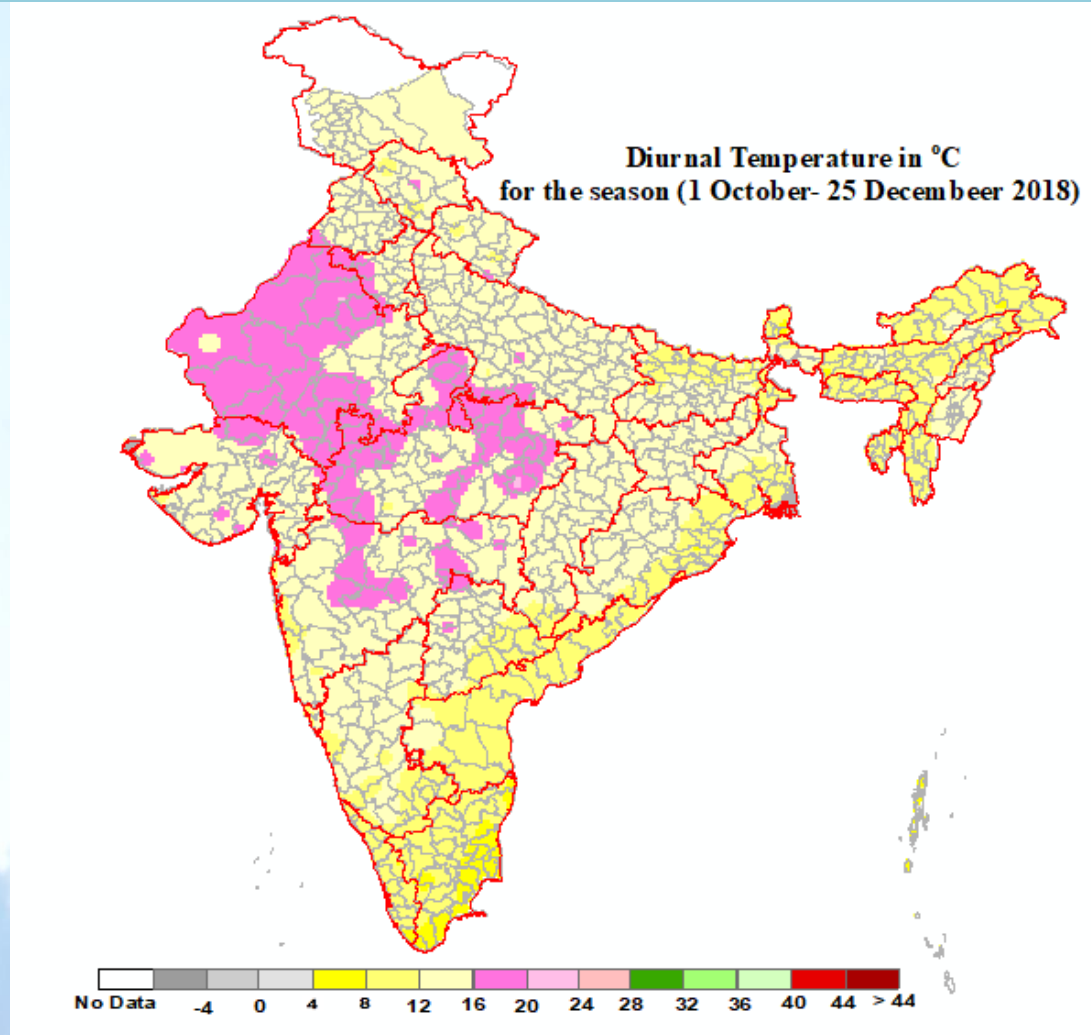 Diurnal Temperature in °C
for the season (1 October- 25 Decembeer 2018)
No Data -4 0 4 8 12 16 20 24 28 32 36 40 44 > 44